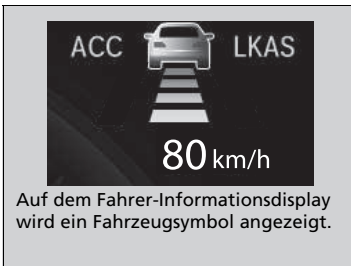 ACC LKAS
80 km/h
Auf dem Fahrer-Informationsdisplay
wird ein Fahrzeugsymbol angezeigt.